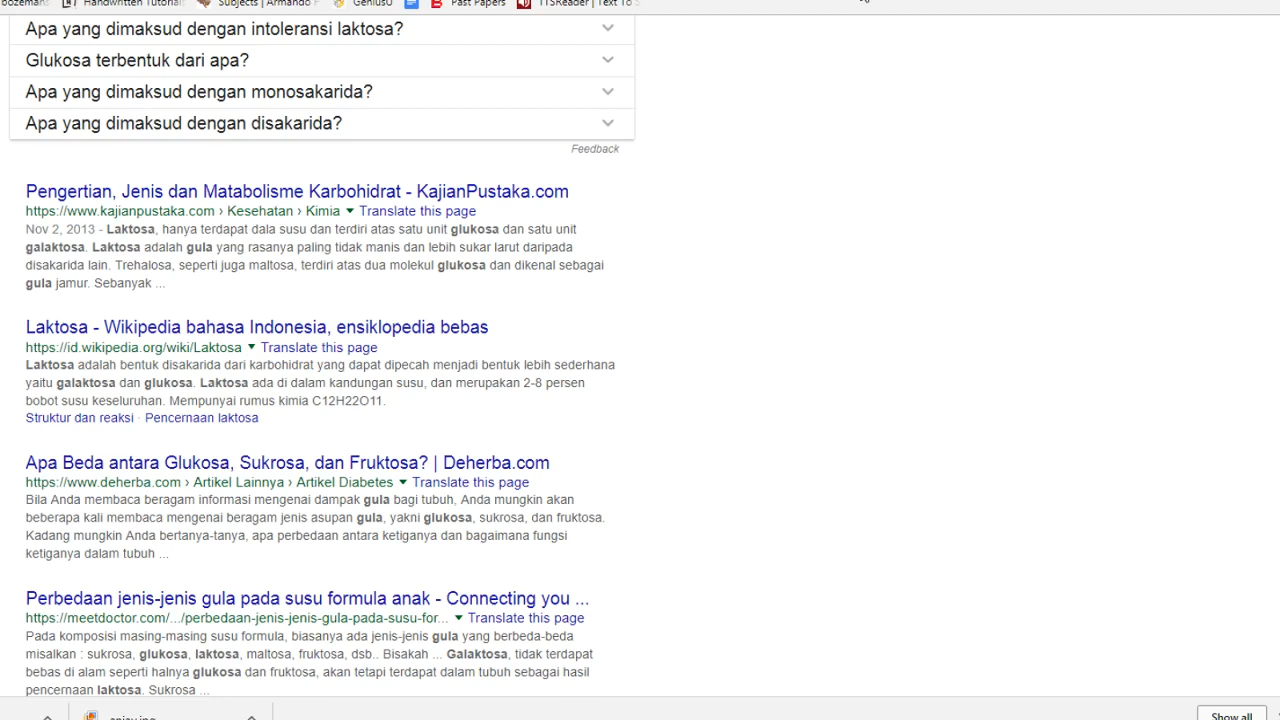 Handwritten Tutorial
Subjects | Armando
GeniusU
Past Papers
TTSReader | Text To S
Apa yang dimaksud dengan intoleransi laktosa?
Glukosa terbentuk dari apa?
Apa yang dimaksud dengan monosakarida?
Apa yang dimaksud dengan disakarida?
Feedback
Pengertian, Jenis dan Matabolisme Karbohidrat - KajianPustaka.com
https://www.kajianpustaka.com › Kesehatan › Kimia ▼ Translate this page
Nov 2, 2013 - Laktosa, hanya terdapat dala susu dan terdiri atas satu unit glukosa dan satu unit
galaktosa. Laktosa adalah gula yang rasanya paling tidak manis dan lebih sukar larut daripada
disakarida lain. Trehalosa, seperti juga maltosa, terdiri atas dua molekul glukosa dan dikenal sebagai
gula jamur. Sebanyak ...
Laktosa - Wikipedia bahasa Indonesia, ensiklopedia bebas
https://id.wikipedia.org/wiki/Laktosa ▼ Translate this page
Laktosa adalah bentuk disakarida dari karbohidrat yang dapat dipecah menjadi bentuk lebih sederhana
yaitu galaktosa dan glukosa. Laktosa ada di dalam kandungan susu, dan merupakan 2-8 persen
bobot susu keseluruhan. Mempunyai rumus kimia C12H22O11.
Struktur dan reaksi · Pencernaan laktosa
Apa Beda antara Glukosa, Sukrosa, dan Fruktosa? | Deherba.com
https://www.deherba.com › Artikel Lainnya › Artikel Diabetes ▼ Translate this page
Bila Anda membaca beragam informasi mengenai dampak gula bagi tubuh, Anda mungkin akan
beberapa kali membaca mengenai beragam jenis asupan gula, yakni glukosa, sukrosa, dan fruktosa.
Kadang mungkin Anda bertanya-tanya, apa perbedaan antara ketiganya dan bagaimana fungsi
ketiganya dalam tubuh ...
Perbedaan jenis-jenis gula pada susu formula anak - Connecting you ...
https://meetdoctor.com/.../perbedaan-jenis-jenis-gula-pada-susu-for... ▼ Translate this page
Pada komposisi masing-masing susu formula, biasanya ada jenis-jenis gula yang berbeda-beda
misalkan : sukrosa, glukosa, laktosa, maltosa, fruktosa, dsb.. Bisakah ... Galaktosa, tidak terdapat
bebas di alam seperti halnya glukosa dan fruktosa, akan tetapi terdapat dalam tubuh sebagai hasil
pencernaan laktosa. Sukrosa ...
Show all